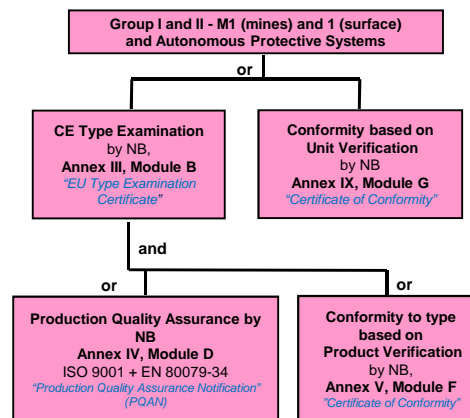 Group I and II - M1 (mines) and 1 (surface)
and Autonomous Protective Systems
or
CE Type Examination
by NB,
Annex III, Module B
"EU Type Examination
Certificate"
Conformity based on
Unit Verification
by NB
Annex IX, Module G
"Certificate of Conformity"
and
or
or
Production Quality Assurance by
NB
Annex IV, Module D
ISO 9001 + EN 80079-34
"Production Quality Assurance Notification"
(PQAN)
Conformity to type
based on
Product Verification
by NB,
Annex V, Module F
"Certificate of Conformity"